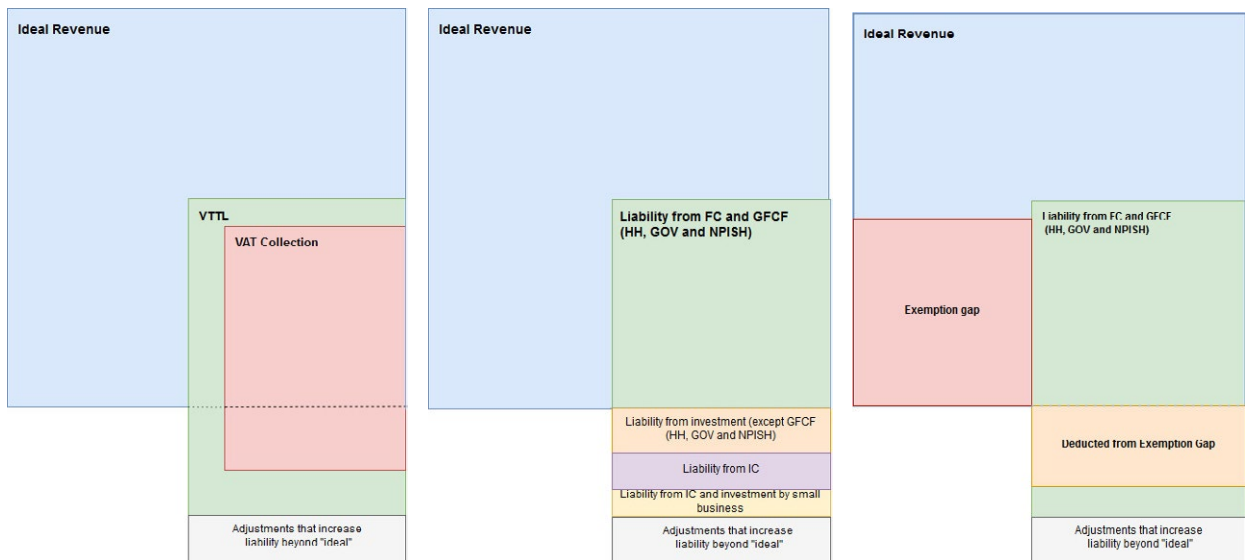 Ideal Revenue
VTTL
VAT Collection
Adjustments that increase
liability beyond "ideal"
Ideal Revenue
Liability from FC and GFCF
(HH, GOV and NPISH)
Liability from investment (except GFCF
(HH, GOV and NPISH)
Liability from IC
Liability from IC and investment by small
business
Adjustments that increase
liability beyond "ideal"
Ideal Revenue
Liability from FC and GFCF
(HH, GOV and NPISH)
Exemption gap
Deducted from Exemption Gap
Adjustments that increase
liability beyond "ideal"